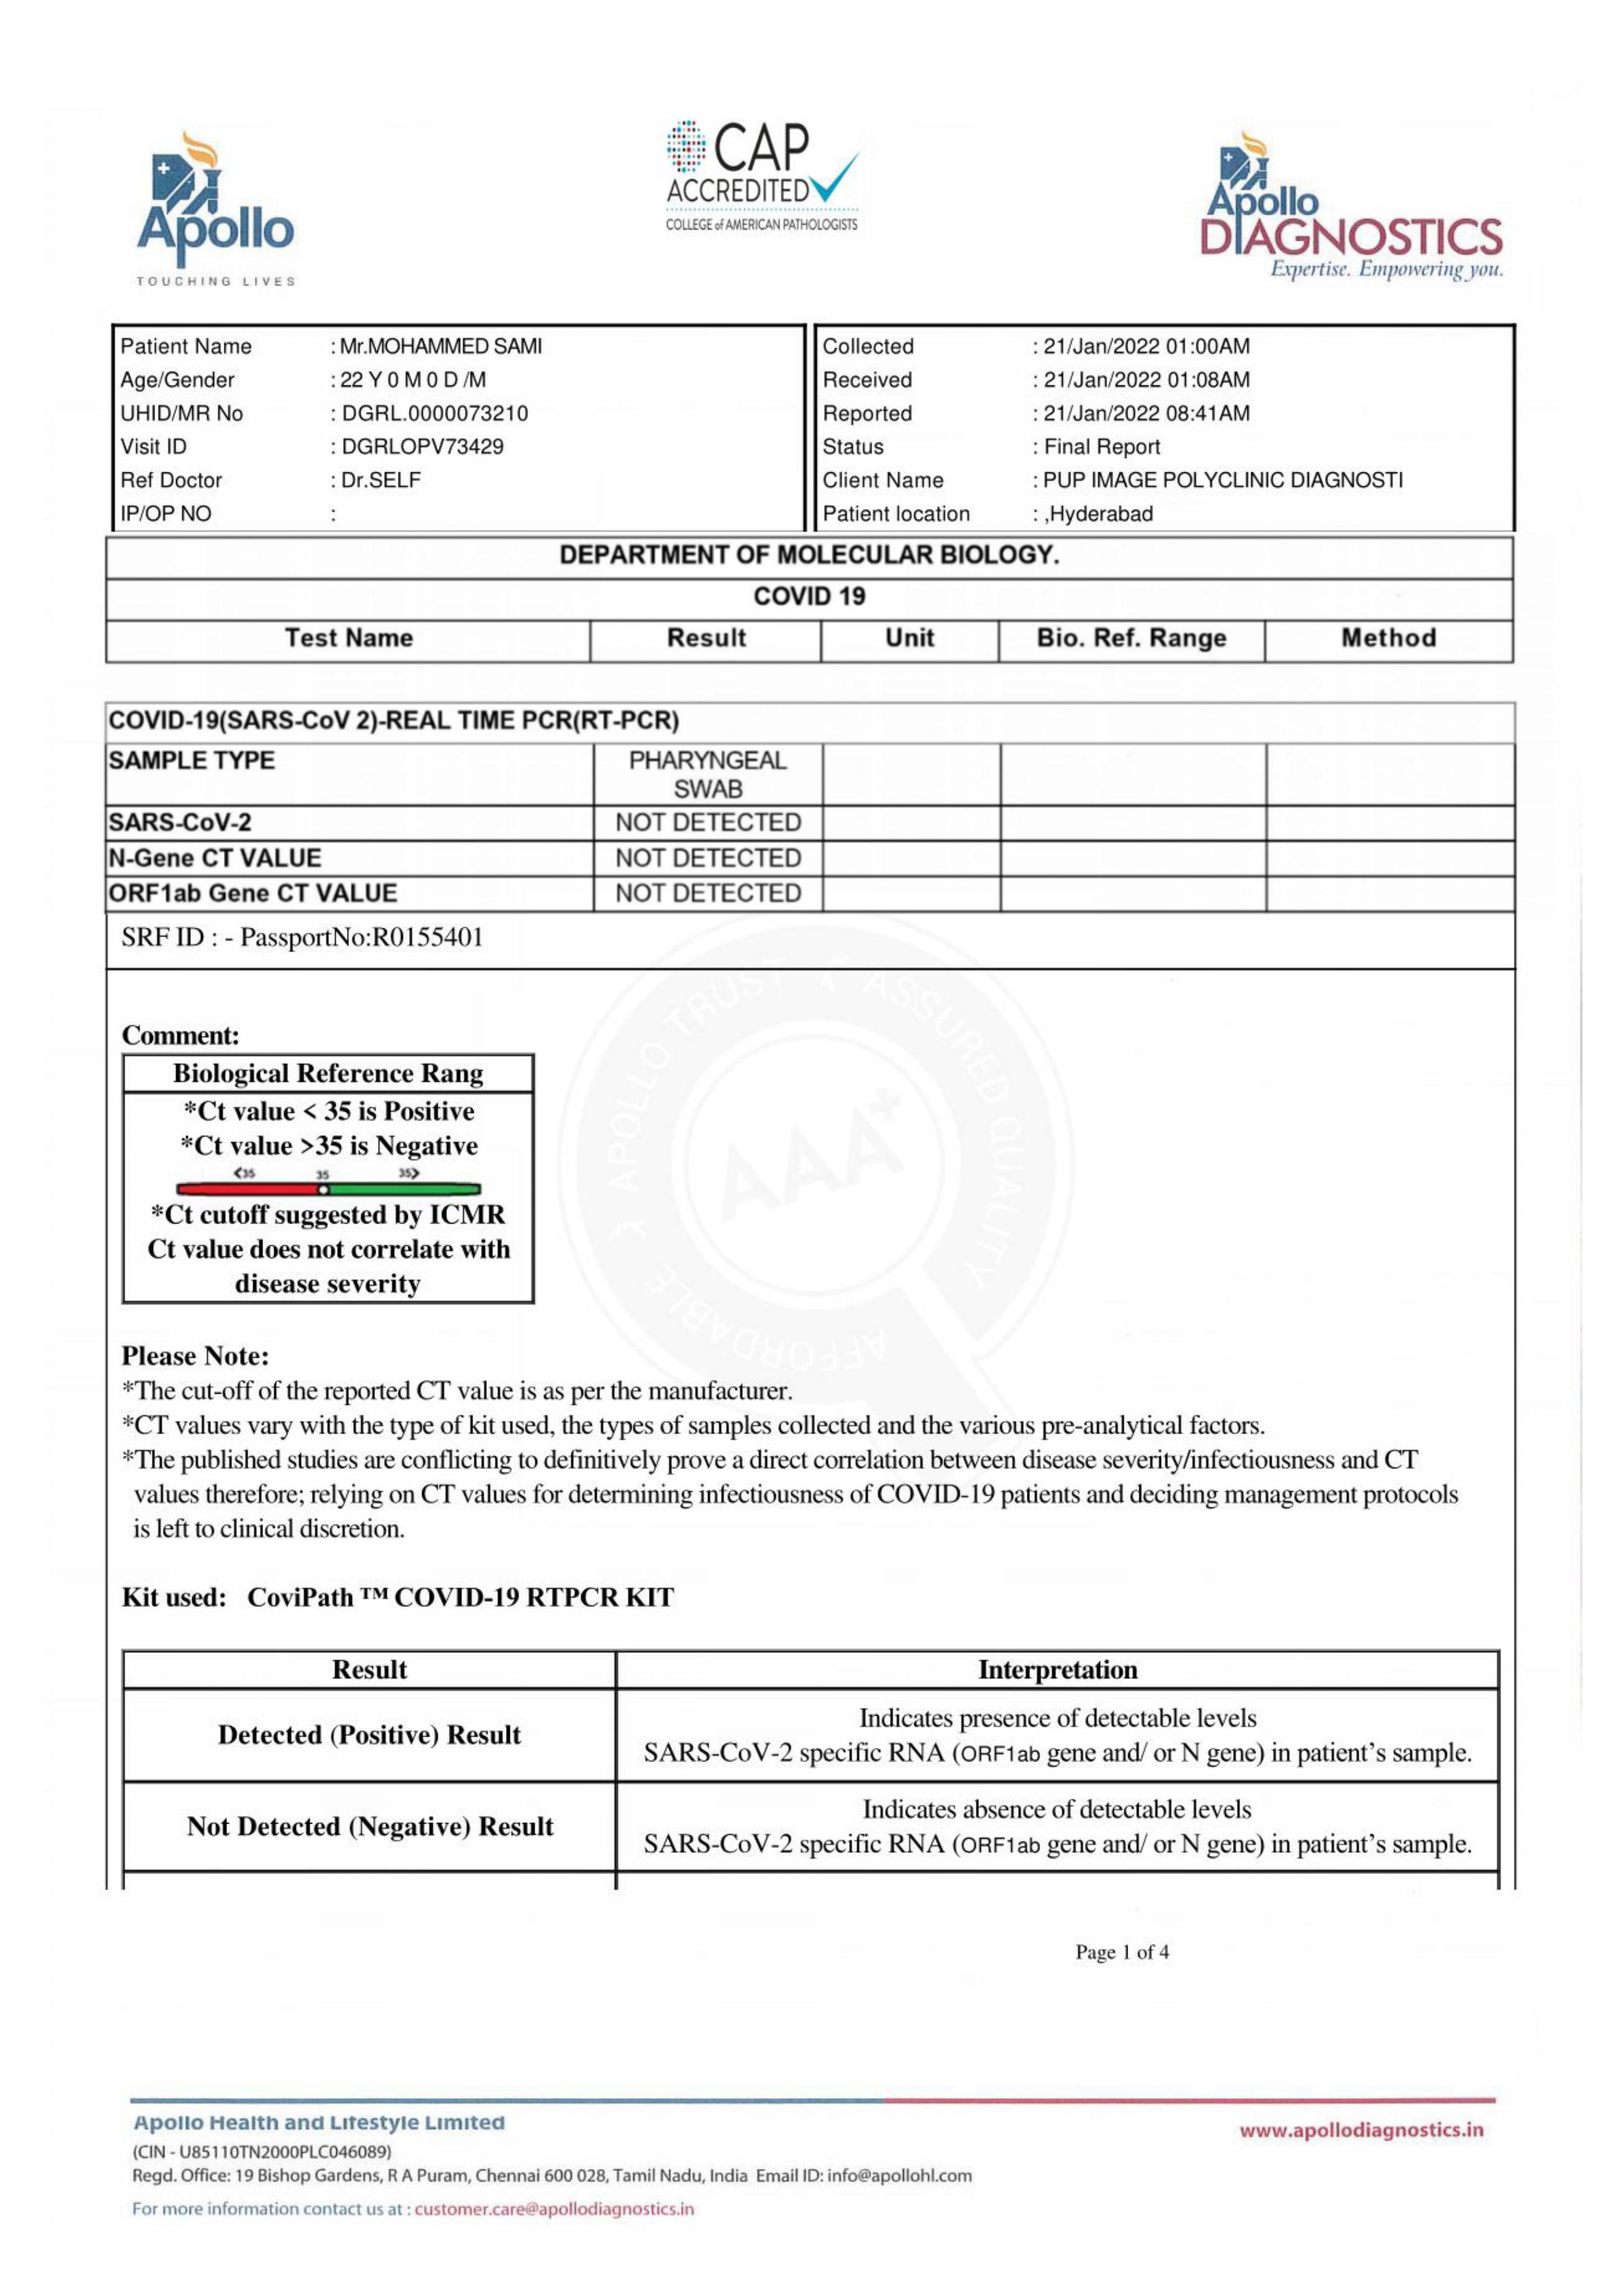 Apollo
TOUCHING LIVES
CAP
ACCREDITED
COLLEGE of AMERICAN PATHOLOGISTS
Apollo
DIAGNOSTICS
Expertise. Empowering you.
Patient Name : Mr.MOHAMMED SAMI
Age/Gender : 22 Y 0 M 0 D /M
UHID/MR No : DGRL.0000073210
Visit ID : DGRLOPV73429
Ref Doctor : Dr.SELF
IP/OP NO :
Collected : 21/Jan/2022 01:00AM
Received : 21/Jan/2022 01:08AM
Reported : 21/Jan/2022 08:41AM
Status : Final Report
Client Name : PUP IMAGE POLYCLINIC DIAGNOSTI
Patient location : ,Hyderabad
DEPARTMENT OF MOLECULAR BIOLOGY.
COVID 19
Test Name Result Unit Bio. Ref. Range Method
COVID-19(SARS-CoV 2)-REAL TIME PCR(RT-PCR)
SAMPLE TYPE PHARYNGEAL
SWAB
SARS-CoV-2 NOT DETECTED
N-Gene CT VALUE NOT DETECTED
ORF1ab Gene CT VALUE NOT DETECTED
SRF ID : - PassportNo:R0155401
APOLLO TRUST ASSURED QUALITY AFFORDABLE
AAA+
Comment:
Biological Reference Rang
*Ct value < 35 is Positive
*Ct value >35 is Negative
<35 35 35>
*Ct cutoff suggested by ICMR
Ct value does not correlate with
disease severity
Please Note:
*The cut-off of the reported CT value is as per the manufacturer.
*CT values vary with the type of kit used, the types of samples collected and the various pre-analytical factors.
*The published studies are conflicting to definitively prove a direct correlation between disease severity/infectiousness and CT
values therefore; relying on CT values for determining infectiousness of COVID-19 patients and deciding management protocols
is left to clinical discretion.
Kit used: CoviPath ™ COVID-19 RTPCR KIT
Result Interpretation
Detected (Positive) Result
Indicates presence of detectable levels
SARS-CoV-2 specific RNA (ORF1ab gene and/ or N gene) in patient's sample.
Not Detected (Negative) Result
Indicates absence of detectable levels
SARS-CoV-2 specific RNA (ORF1ab gene and/ or N gene) in patient's sample.
Page 1 of 4
Apollo Health and Lifestyle Limited
(CIN - U85110TN2000PLC046089)
Regd. Office: 19 Bishop Gardens, R A Puram, Chennai 600 028, Tamil Nadu, India Email ID: info@apollohl.com
For more information contact us at : customer.care@apollodiagnostics.in
www.apollodiagnostics.in